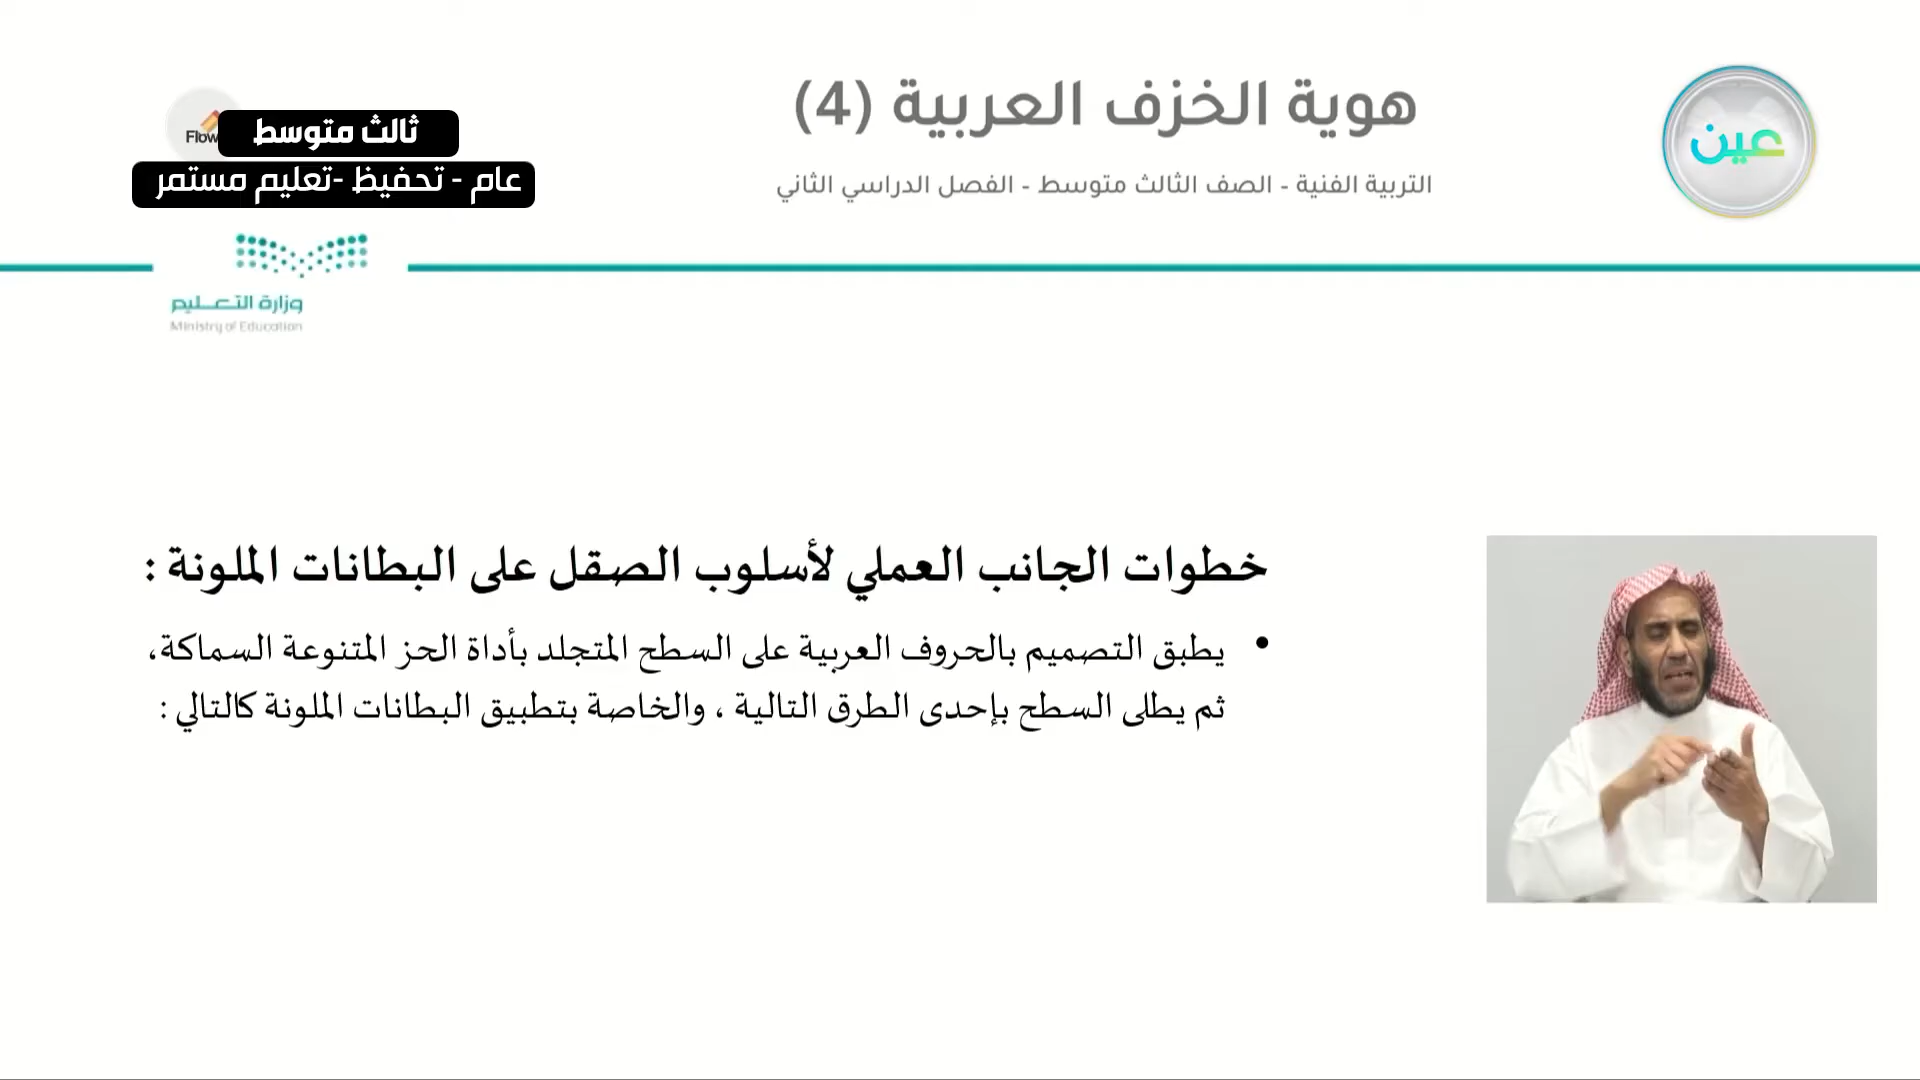 هوية الخزف العربية (4)
التربية الفنية - الصف الثالث متوسط - الفصل الدراسي الثاني
عين
Flow
ثالث متوسط
عام - تحفيظ -تعليم مستمر
وزارة التعـــليم
Ministry of Education
خطوات الجانب العملي لأسلوب الصقل على البطانات الملونة :
• يطبق التصميم بالحروف العربية على السطح المتجلد بأداة الحز المتنوعة السماكة،
ثم يطلى السطح بإحدى الطرق التالية ، والخاصة بتطبيق البطانات الملونة كالتالي :